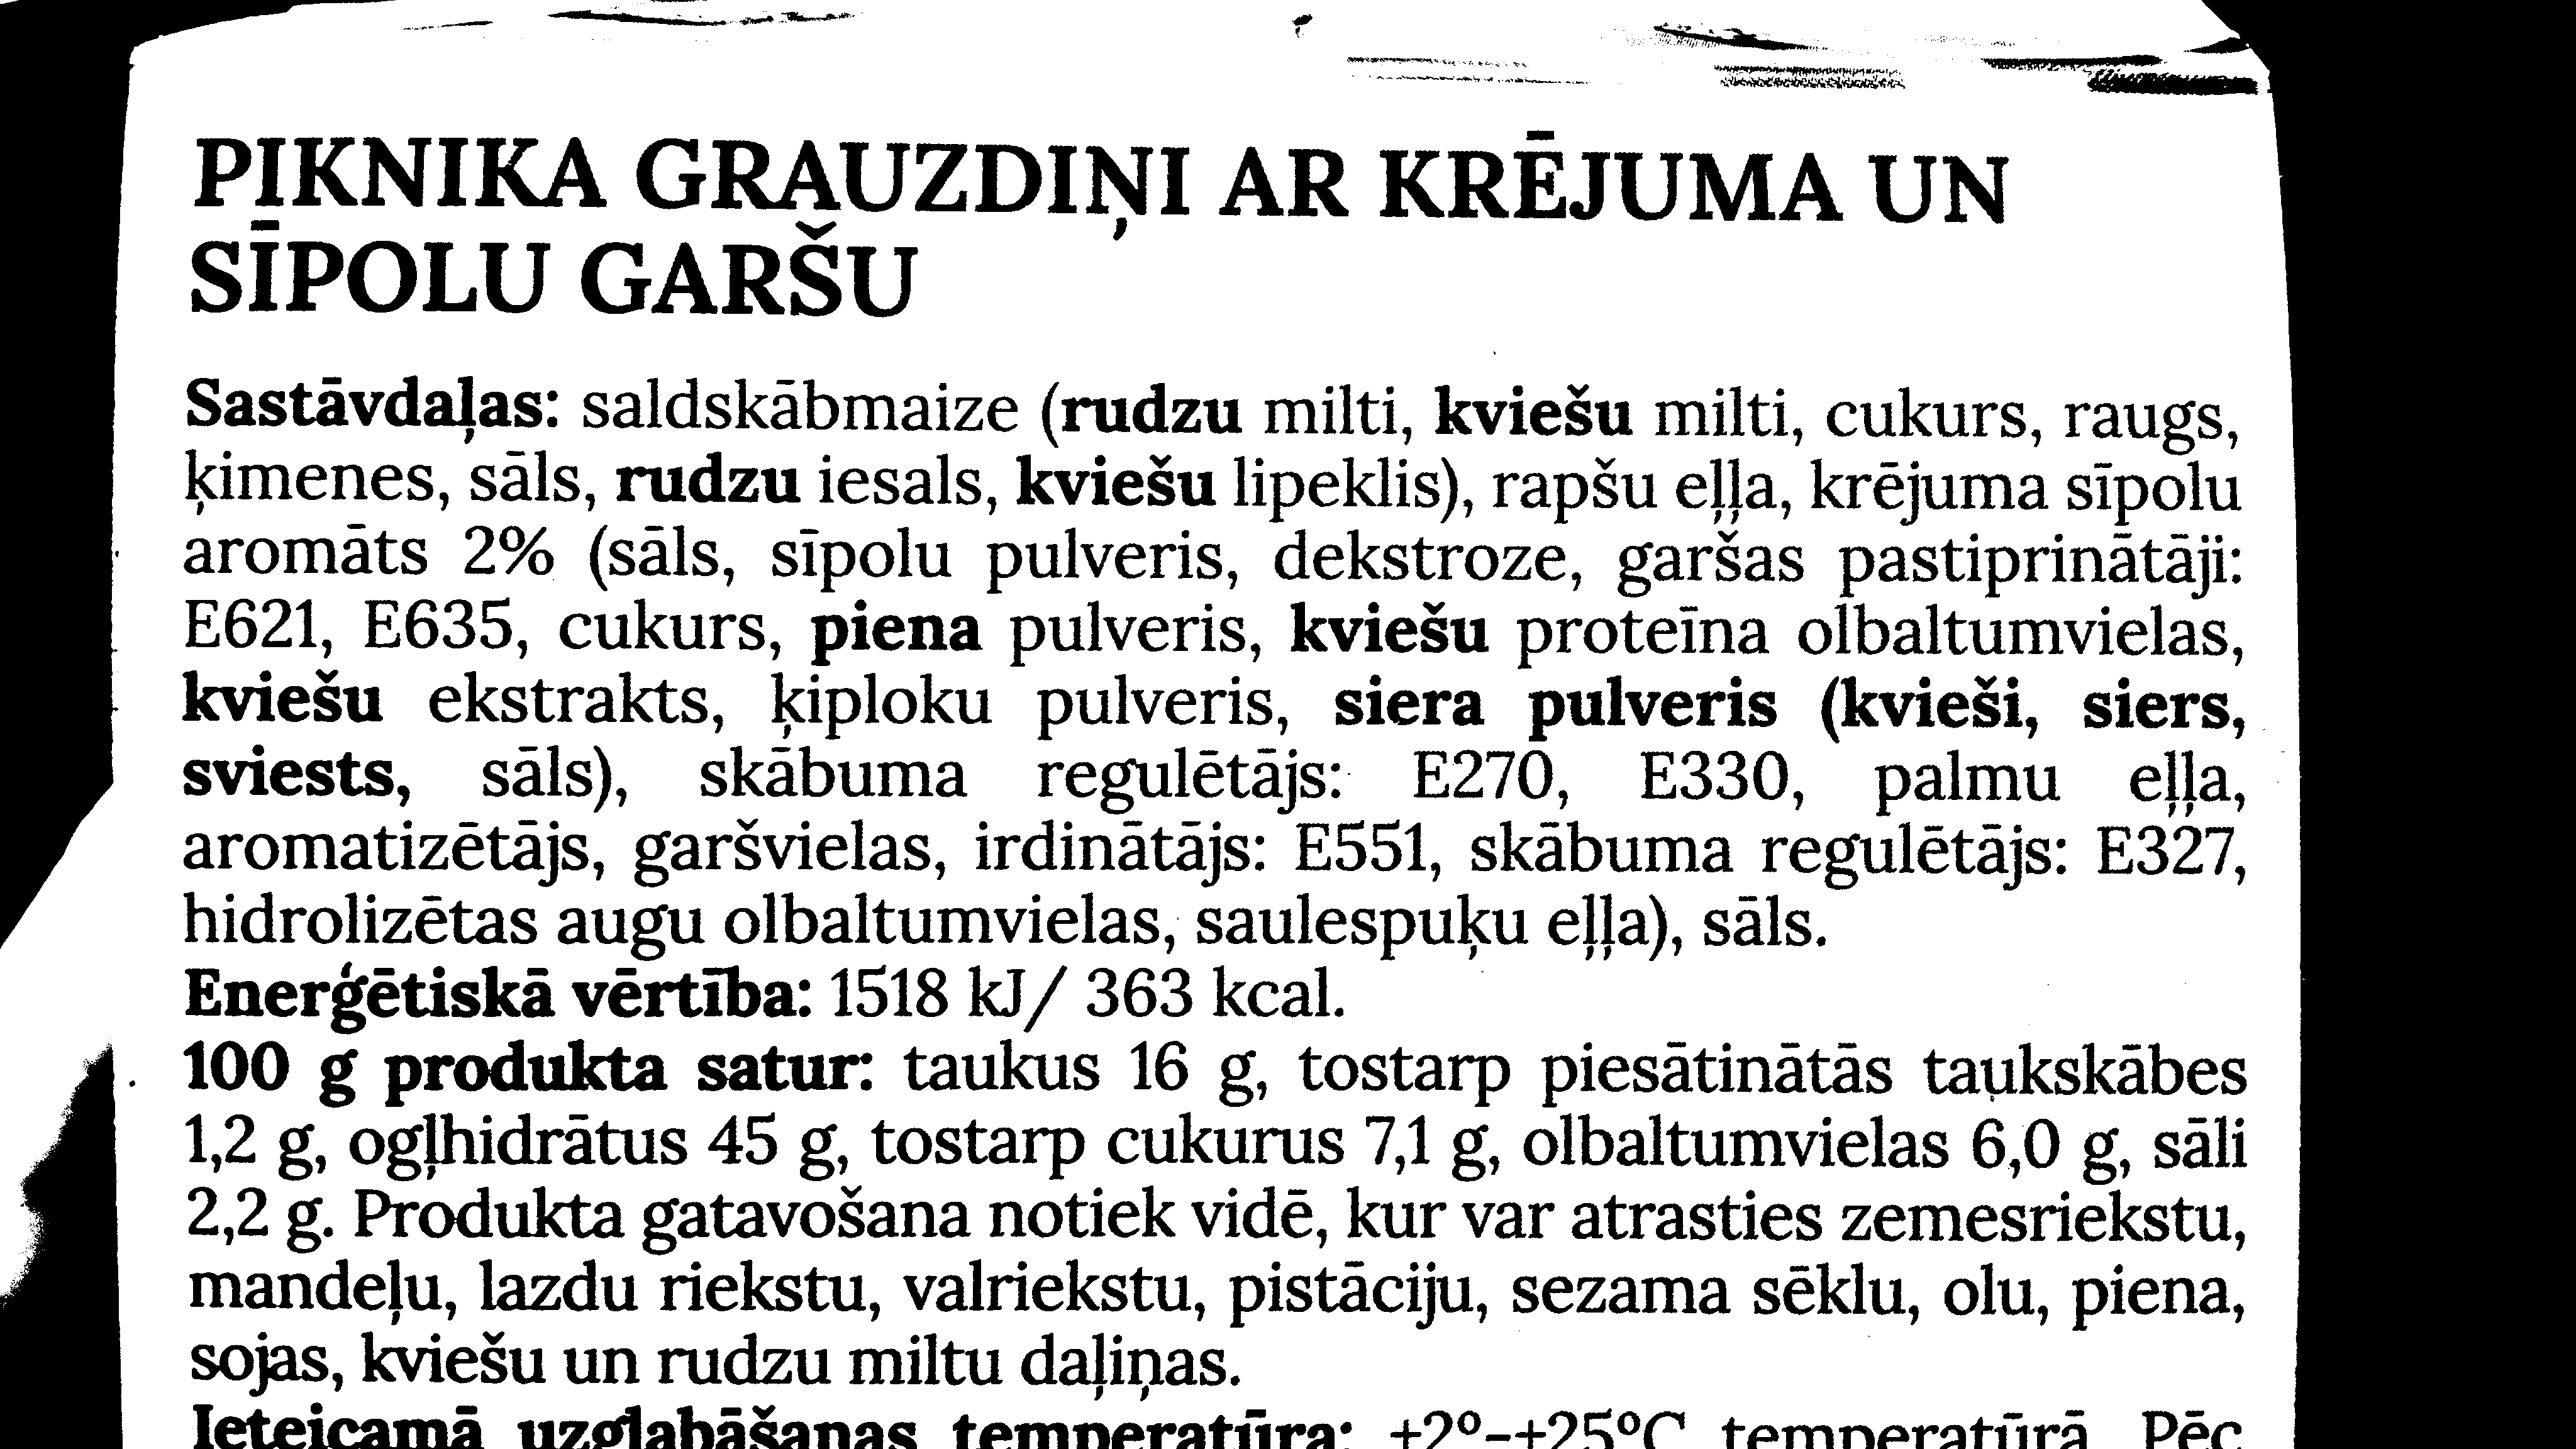 PIKNIKA GRAUZDIŅI AR KRĒJUMA UN
SĪPOLU GARŠU
Sastāvdaļas: saldskābmaize (rudzu milti, kviešu milti, cukurs, raugs,
ķimenes, sāls, rudzu iesals, kviešu lipeklis), rapšu eļļa, krējuma sīpolu
aromāts 2% (sāls, sīpolu pulveris, dekstroze, garšas pastiprinātāji:
E621, E635, cukurs, piena pulveris, kviešu proteīna olbaltumvielas,
kviešu ekstrakts, ķiploku pulveris, siera pulveris (kvieši, siers,
sviests, sāls), skābuma regulētājs: E270, E330, palmu eļļa,
aromatizētājs, garšvielas, irdinātājs: E551, skābuma regulētājs: E327,
hidrolizētas augu olbaltumvielas, saulespuķu eļļa), sāls.
Enerģētiskā vērtība: 1518 kJ/ 363 kcal.
100 g produkta satur: taukus 16 g, tostarp piesātinātās taukskābes
1,2 g, ogļhidrātus 45 g, tostarp cukurus 7,1 g, olbaltumvielas 6,0 g, sāli
2,2 g. Produkta gatavošana notiek vidē, kur var atrasties zemesriekstu,
mandeļu, lazdu riekstu, valriekstu, pistāciju, sezama sēklu, olu, piena,
sojas, kviešu un rudzu miltu daļiņas.
Ieteicamā uzglabāšanas temperatūra: +2º-+25ºC temperatūrā. Pēc